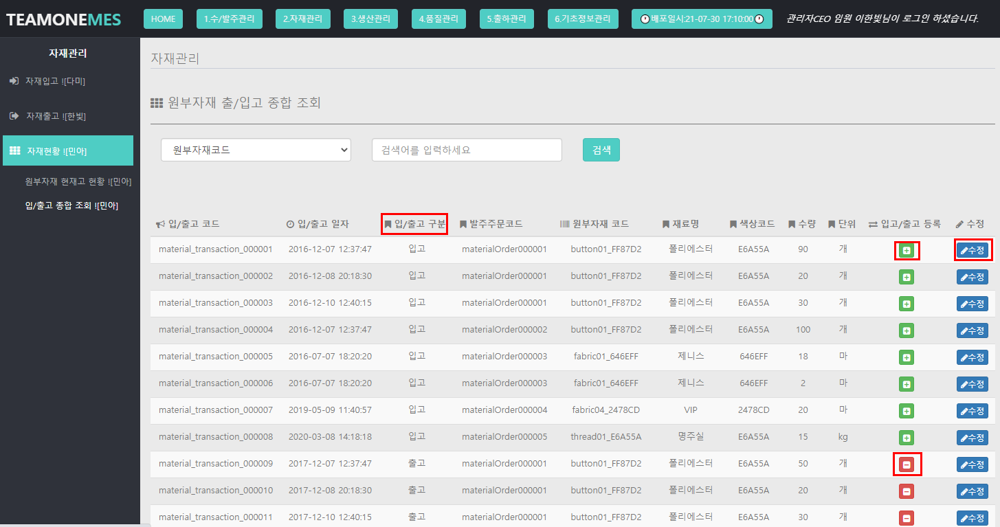 TEAMONEMES HOME 1.수/발주관리 2.자재관리 3.생산관리 4.품질관리 5.출하관리 6.기초정보관리 배포일시:21-07-30 17:10:00 관리자CEO 임원 이한빛님이 로그인 하셨습니다.
자재관리
자재입고 ![다미]
자재출고 ![한빛]
자재현황 ![민아]
원부자재 현재고 현황 ![민아]
입/출고 종합 조회 ![민아]
자재관리
원부자재 출/입고 종합 조회
원부자재코드 검색어를 입력하세요 검색
입/출고 코드 입/출고 일자 입/출고 구분 발주주문코드 원부자재 코드 재료명 색상코드 수량 단위 입고/출고 등록 수정
material_transaction_000001 2016-12-07 12:37:47 입고 materialOrder000001 button01_FF87D2 폴리에스터 E6A55A 90 개 수정
material_transaction_000002 2016-12-08 20:18:30 입고 materialOrder000001 button01_FF87D2 폴리에스터 E6A55A 20 개 수정
material_transaction_000003 2016-12-10 12:40:15 입고 materialOrder000001 button01_FF87D2 폴리에스터 E6A55A 30 개 수정
material_transaction_000004 2016-12-07 12:37:47 입고 materialOrder000002 button01_FF87D2 폴리에스터 E6A55A 100 개 수정
material_transaction_000005 2016-07-07 18:20:20 입고 materialOrder000003 fabric01_646EFF 제니스 646EFF 18 마 수정
material_transaction_000006 2016-07-07 18:20:20 입고 materialOrder000003 fabric01_646EFF 제니스 646EFF 2 마 수정
material_transaction_000007 2019-05-09 11:40:57 입고 materialOrder000004 fabric04_2478CD VIP 2478CD 20 마 수정
material_transaction_000008 2020-03-08 14:18:18 입고 materialOrder000005 thread01_E6A55A 명주실 E6A55A 15 kg 수정
material_transaction_000009 2017-12-07 12:37:47 출고 materialOrder000001 button01_FF87D2 폴리에스터 E6A55A 50 개 수정
material_transaction_000010 2017-12-08 20:18:30 출고 materialOrder000001 button01_FF87D2 폴리에스터 E6A55A 20 개 수정
material_transaction_000011 2017-12-10 12:40:15 출고 materialOrder000001 button01_FF87D2 폴리에스터 E6A55A 30 개 수정